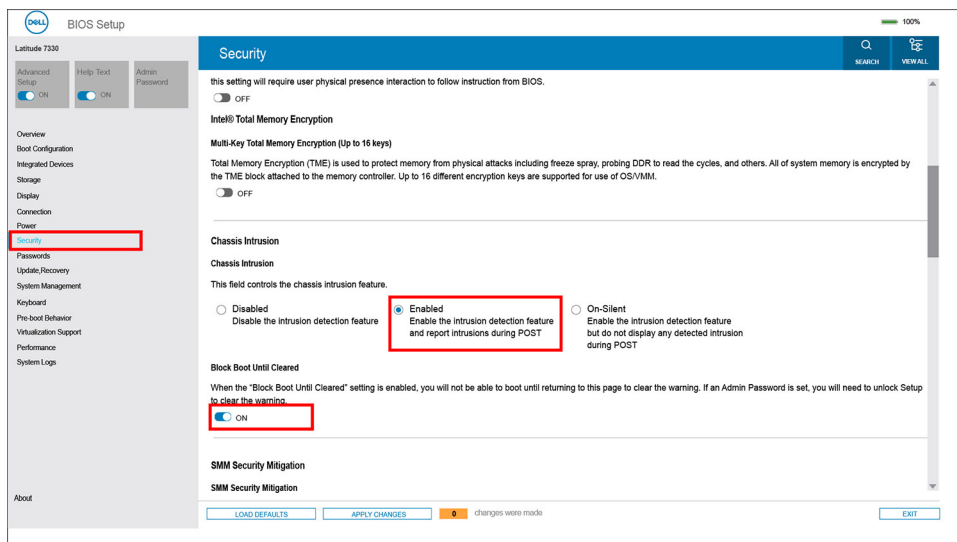 DELL
BIOS Setup
100%
Latitude 7330
Advanced
Setup
ON
Help Text
ON
Admin
Password
Overview
Boot Configuration
Integrated Devices
Storage
Display
Connection
Power
Security
Passwords
Update,Recovery
System Management
Keyboard
Pre-boot Behavior
Virtualization Support
Performance
System Logs
About
Security
SEARCH
VIEW ALL
this setting will require user physical presence interaction to follow instruction from BIOS.
OFF
Intel® Total Memory Encryption
Multi-Key Total Memory Encryption (Up to 16 keys)
Total Memory Encryption (TME) is used to protect memory from physical attacks including freeze spray, probing DDR to read the cycles, and others. All of system memory is encrypted by
the TME block attached to the memory controller. Up to 16 different encryption keys are supported for use of OS/VMM.
OFF
Chassis Intrusion
Chassis Intrusion
This field controls the chassis intrusion feature.
Disabled
Disable the intrusion detection feature
Enabled
Enable the intrusion detection feature
and report intrusions during POST
On-Silent
Enable the intrusion detection feature
but do not display any detected intrusion
during POST
Block Boot Until Cleared
When the "Block Boot Until Cleared" setting is enabled, you will not be able to boot until returning to this page to clear the warning. If an Admin Password is set, you will need to unlock Setup
to clear the warning.
ON
SMM Security Mitigation
SMM Security Mitigation
LOAD DEFAULTS
APPLY CHANGES
0
changes were made
EXIT